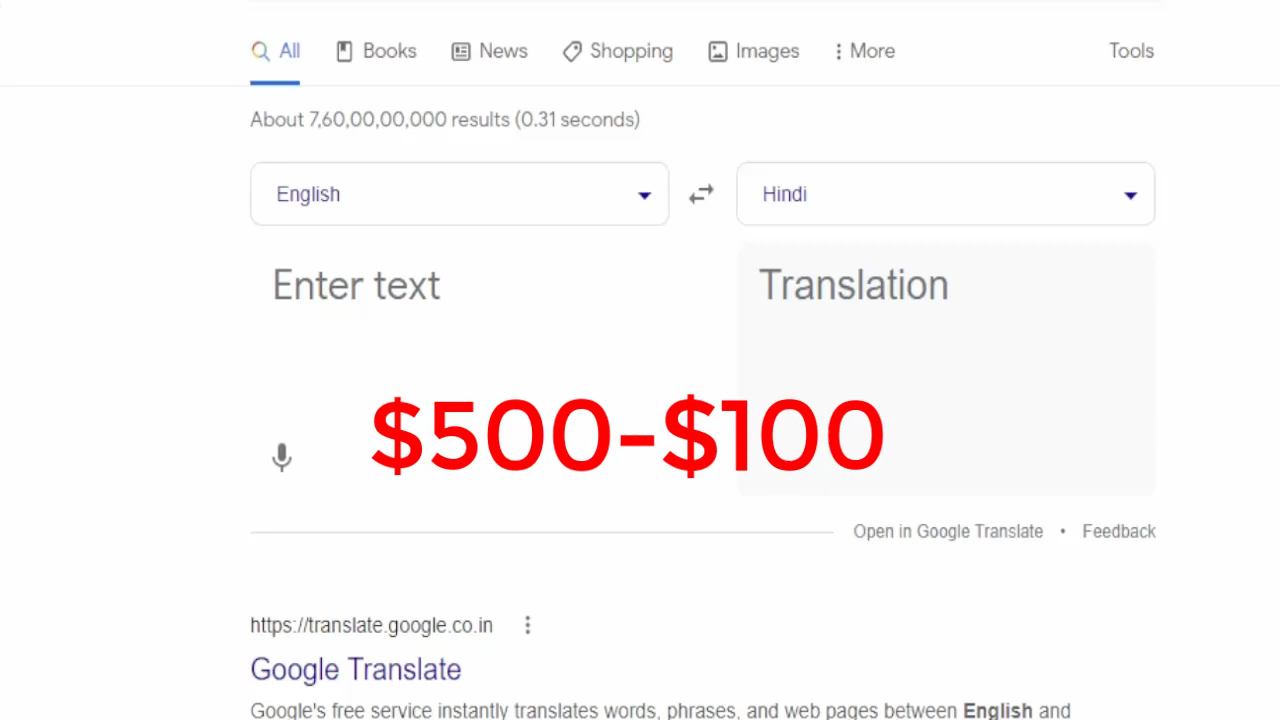 All Books News Shopping Images More Tools
About 7,60,00,00,000 results (0.31 seconds)
English Hindi
Enter text Translation
$500-$100
Open in Google Translate • Feedback
https://translate.google.co.in
Google Translate
Google's free service instantly translates words, phrases, and web pages between English and